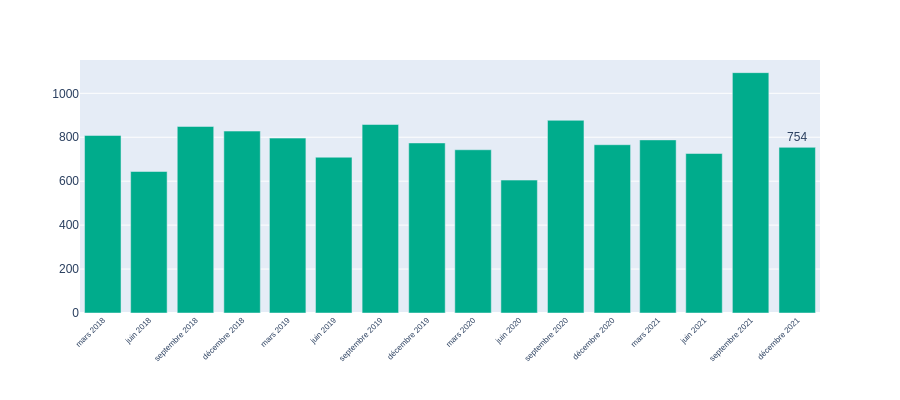 1000
800
600
400
200
0
754
mars 2018
juin 2018
septembre 2018
décembre 2018
mars 2019
juin 2019
septembre 2019
décembre 2019
mars 2020
juin 2020
septembre 2020
décembre 2020
mars 2021
juin 2021
septembre 2021
décembre 2021